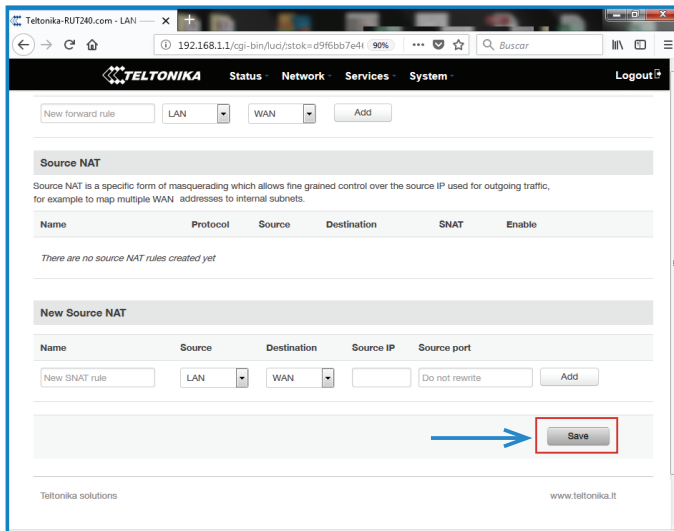 Teltonika-RUT240.com - LAN
192.168.1.1/cgi-bin/luci/;stok=d9f6bb7e4 90% Buscar
TELTONIKA Status Network Services System Logout
New forward rule LAN WAN Add
Source NAT
Source NAT is a specific form of masquerading which allows fine grained control over the source IP used for outgoing traffic,
for example to map multiple WAN addresses to internal subnets.
Name Protocol Source Destination SNAT Enable
There are no source NAT rules created yet
New Source NAT
Name Source Destination Source IP Source port
New SNAT rule LAN WAN Do not rewrite Add
Save
Teltonika solutions www.teltonika.lt